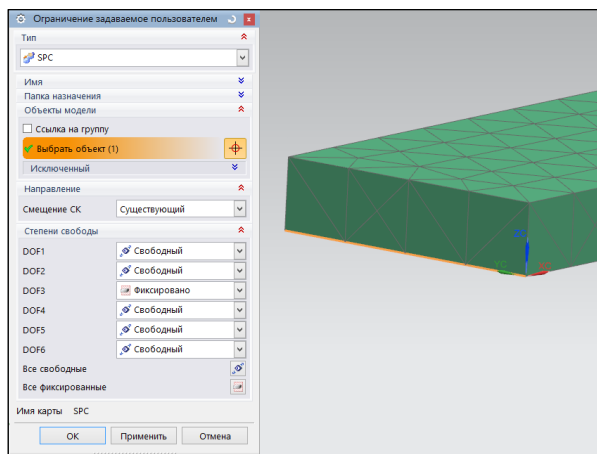 Ограничение задаваемое пользователем
Тип
SPC
Имя
Папка назначения
Объекты модели
Ссылка на группу
Выбрать объект (1)
Исключенный
Направление
Смещение СК Существующий
Степени свободы
DOF1 Свободный
DOF2 Свободный
DOF3 Фиксировано
DOF4 Свободный
DOF5 Свободный
DOF6 Свободный
Все свободные
Все фиксированные
Имя карты SPC
ОК Применить Отмена
ZC
YC
XC